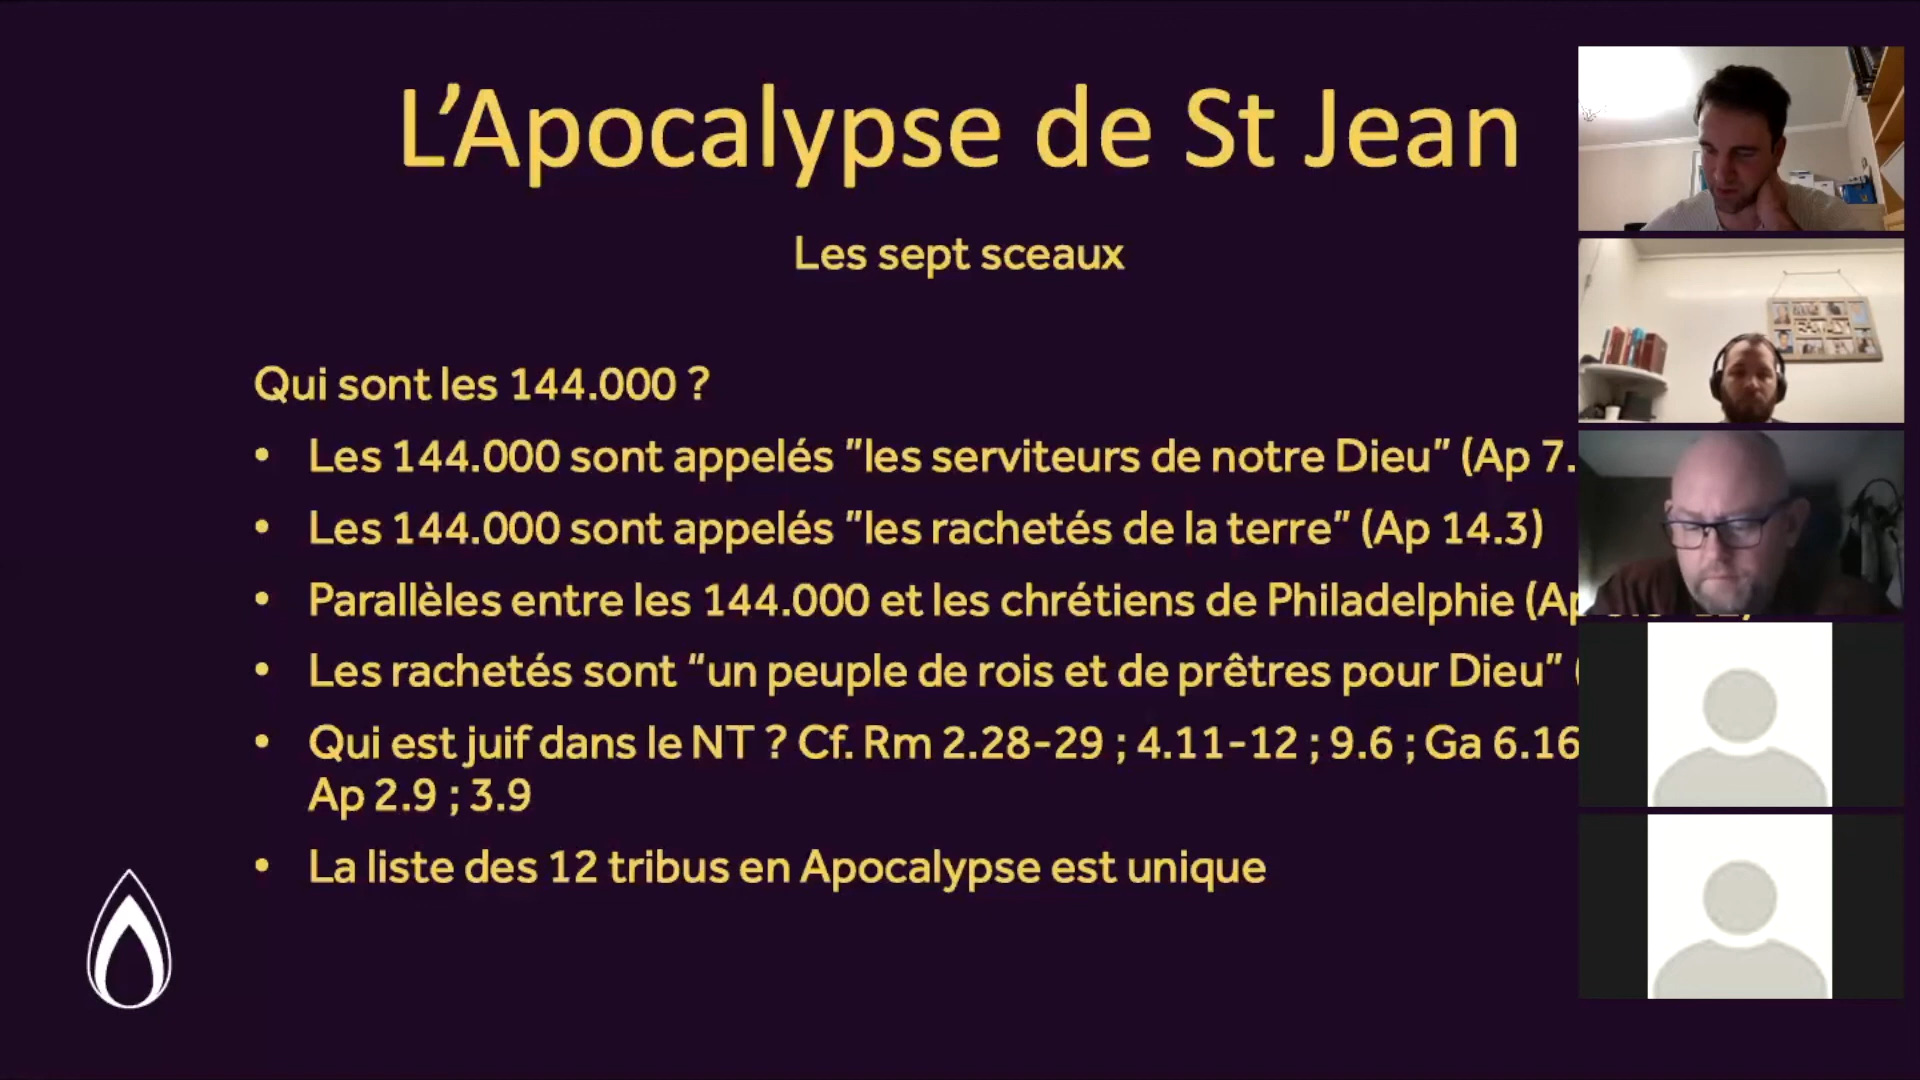 L'Apocalypse de St Jean
Les sept sceaux
Qui sont les 144.000 ?
• Les 144.000 sont appelés "les serviteurs de notre Dieu" (Ap 7.
• Les 144.000 sont appelés "les rachetés de la terre" (Ap 14.3)
• Parallèles entre les 144.000 et les chrétiens de Philadelphie (Ap
• Les rachetés sont "un peuple de rois et de prêtres pour Dieu" (
• Qui est juif dans le NT ? Cf. Rm 2.28-29 ; 4.11-12 ; 9.6 ; Ga 6.16
Ap 2.9 ; 3.9
• La liste des 12 tribus en Apocalypse est unique